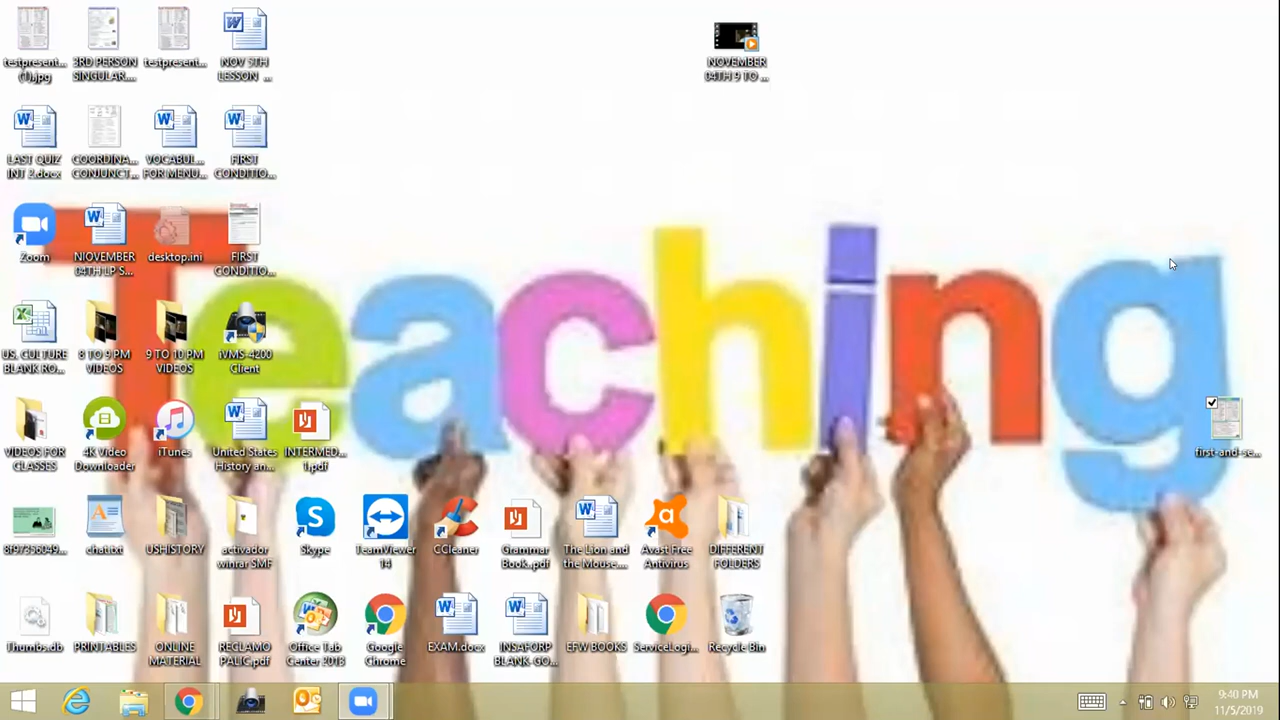 testpresent...
(1).jpg
3RD PERSON
SINGULAR....
testpresent...
NOV 5TH
LESSON ...
NOVEMBER
04TH 9 TO ...
LAST QUIZ
INT 2.docx
COORDINA...
CONJUNCT...
VOCABUL...
FOR MENU...
FIRST
CONDITIO...
Zoom
NIOVEMBER
04TH LP S...
desktop.ini
FIRST
CONDITIO...
US, CULTURE
BLANK RO...
8 TO 9 PM
VIDEOS
9 TO 10 PM
VIDEOS
iVMS-4200
Client
VIDEOS FOR
CLASSES
4K Video
Downloader
iTunes
United States
History an...
INTERMED...
1.pdf
first-and-se...
8f97356049...
chat.txt
USHISTORY
activador
winrar SMF
Skype
TeamViewer
14
CCleaner
Grammar
Book..pdf
The Lion and
the Mouse....
Avast Free
Antivirus
DIFFERENT
FOLDERS
Thumbs.db
PRINTABLES
ONLINE
MATERIAL
RECLAMO
PALIC.pdf
Office Tab
Center 2013
Google
Chrome
EXAM.docx
INSAFORP
BLANK-GO...
EFW BOOKS
ServiceLogi...
Recycle Bin
Teaching
9:40 PM
11/5/2019